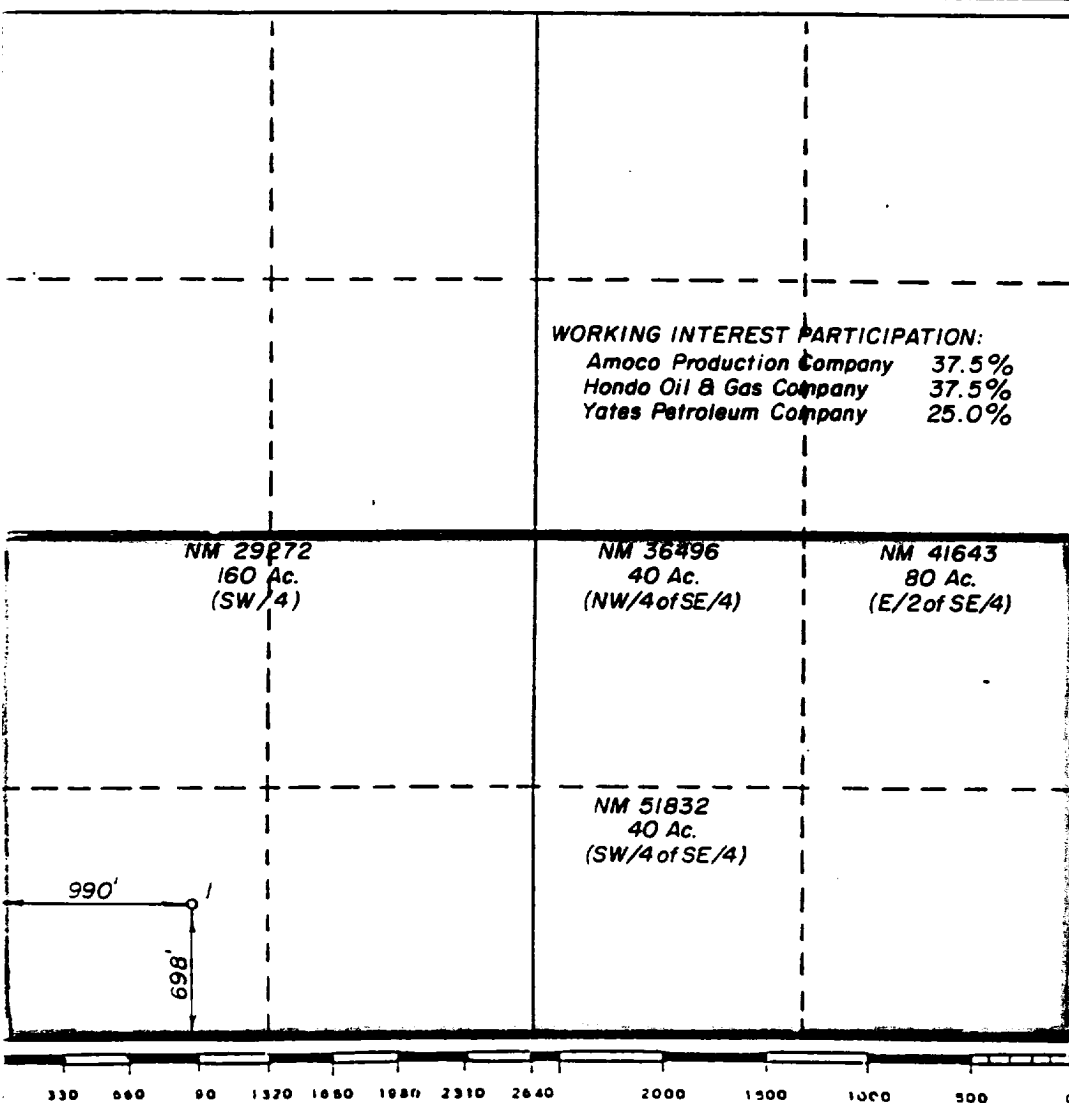 WORKING INTEREST PARTICIPATION:
Amoco Production Company 37.5%
Hondo Oil & Gas Company 37.5%
Yates Petroleum Company 25.0%
NM 29272
160 Ac.
(SW/4)
NM 36496
40 Ac.
(NW/4 of SE/4)
NM 41643
80 Ac.
(E/2 of SE/4)
NM 51832
40 Ac.
(SW/4 of SE/4)
990' 1
698'
330 660 90 1320 1650 1980 2310 2640 2000 1500 1000 500 0